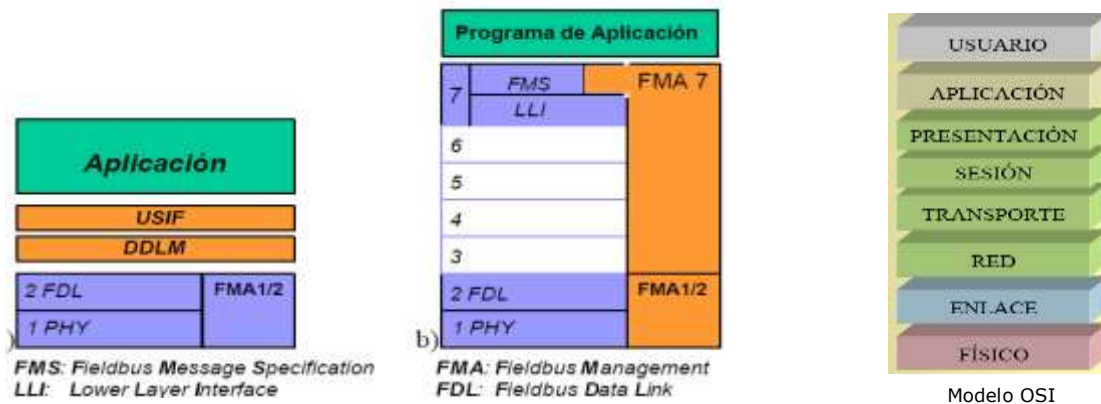 Aplicación
USIF
DDLM
2 FDL
FMA1/2
1 PHY
)
FMS: Fieldbus Message Specification
LLI: Lower Layer Interface
Programa de Aplicación
7
FMS
FMA 7
LLI
6
5
4
3
2 FDL
FMA1/2
1 PHY
b)
FMA: Fieldbus Management
FDL: Fieldbus Data Link
USUARIO
APLICACIÓN
PRESENTACIÓN
SESIÓN
TRANSPORTE
RED
ENLACE
FÍSICO
Modelo OSI